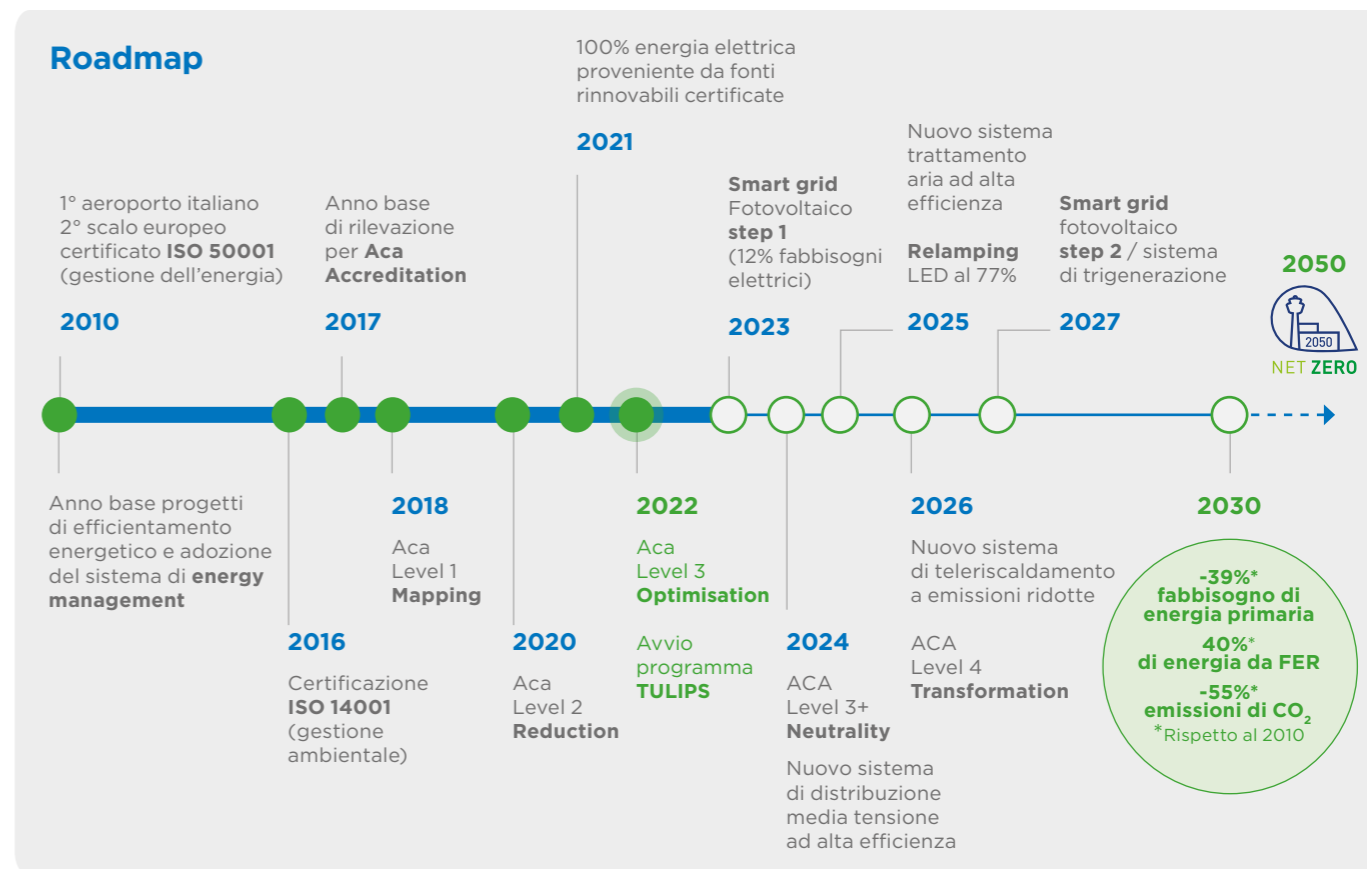 Roadmap
1° aeroporto italiano
2° scalo europeo
certificato ISO 50001
(gestione dell'energia)
2010
Anno base progetti
di efficientamento
energetico e adozione
del sistema di energy
management
2016
Certificazione
ISO 14001
(gestione
ambientale)
Anno base
di rilevazione
per Aca
Accreditation
2017
2018
Aca
Level 1
Mapping
2020
Aca
Level 2
Reduction
100% energia elettrica
proveniente da fonti
rinnovabili certificate
2021
2022
Aca
Level 3
Optimisation
Avvio
programma
TULIPS
Smart grid
Fotovoltaico
step 1
(12% fabbisogni
elettrici)
2023
2024
ACA
Level 3+
Neutrality
Nuovo sistema
di distribuzione
media tensione
ad alta efficienza
Nuovo sistema
trattamento
aria ad alta
efficienza
Relamping
LED al 77%
2025
2026
Nuovo sistema
di teleriscaldamento
a emissioni ridotte
ACA
Level 4
Transformation
Smart grid
fotovoltaico
step 2 / sistema
di trigenerazione
2027
2030
-39%*
fabbisogno di
energia primaria
40%*
di energia da FER
-55%*
emissioni di CO₂
*Rispetto al 2010
2050
2050
NET ZERO